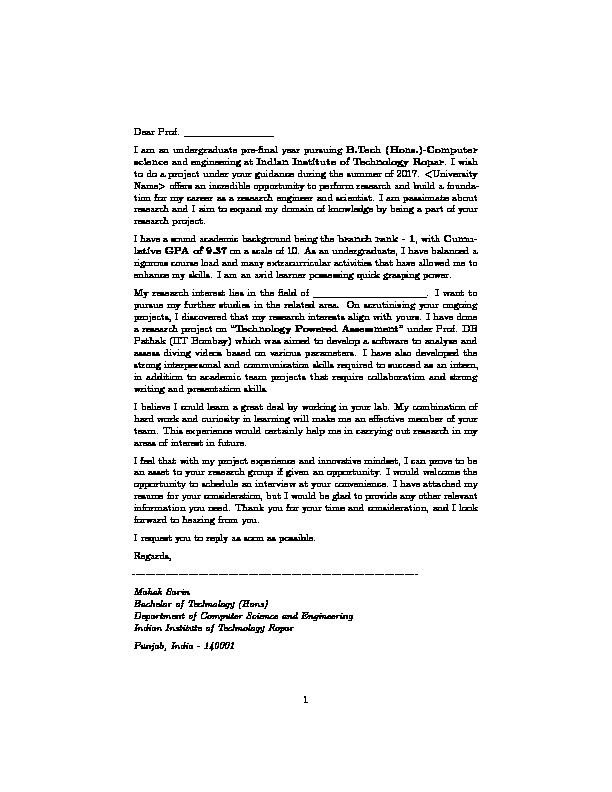 Dear Prof. __________________
I am an undergraduate pre-final year pursuing B.Tech (Hons.)-Computer
science and engineering at Indian Institute of Technology Ropar. I wish
to do a project under your guidance during the summer of 2017. <University
Name> offers an incredible opportunity to perform research and build a founda-
tion for my career as a research engineer and scientist. I am passionate about
research and I aim to expand my domain of knowledge by being a part of your
research project.
I have a sound academic background being the branch rank - 1, with Cumu-
lative GPA of 9.37 on a scale of 10. As an undergraduate, I have balanced a
rigorous course load and many extracurricular activities that have allowed me to
enhance my skills. I am an avid learner possessing quick grasping power.
My research interest lies in the field of ______________________. I want to
pursue my further studies in the related area. On scrutinising your ongoing
projects, I discovered that my research interests align with yours. I have done
a research project on "Technology Powered Assessment" under Prof. DB
Pathak (IIT Bombay) which was aimed to develop a software to analyse and
assess diving videos based on various parameters. I have also developed the
strong interpersonal and communication skills required to succeed as an intern,
in addition to academic team projects that require collaboration and strong
writing and presentation skills.
I believe I could learn a great deal by working in your lab. My combination of
hard work and curiosity in learning will make me an effective member of your
team. This experience would certainly help me in carrying out research in my
areas of interest in future.
I feel that with my project experience and innovative mindset, I can prove to be
an asset to your research group if given an opportunity. I would welcome the
opportunity to schedule an interview at your convenience. I have attached my
resume for your consideration, but I would be glad to provide any other relevant
information you need. Thank you for your time and consideration, and I look
forward to hearing from you.
I request you to reply as soon as possible.
Regards,
Mahak Sarin
Bachelor of Technology (Hons)
Department of Computer Science and Engineering
Indian Institute of Technology Ropar
Punjab, India - 140001
1